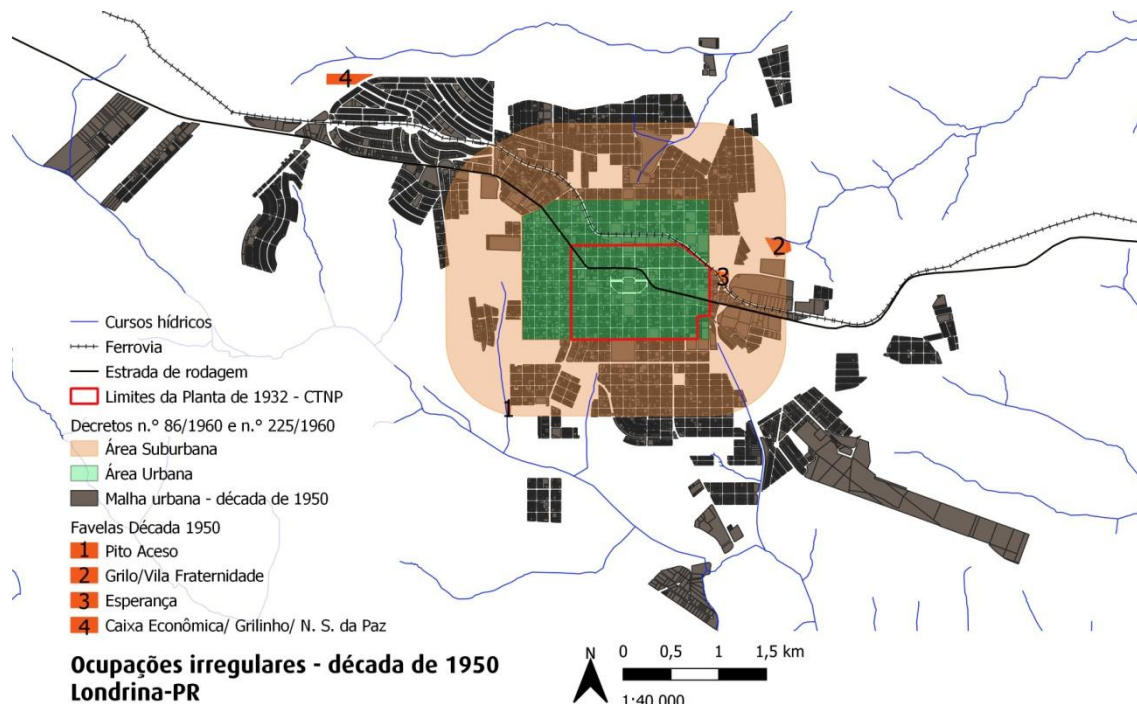 4
2
3
1
Cursos hídricos
Ferrovia
Estrada de rodagem
Limites da Planta de 1932 - CTNP
Decretos n.° 86/1960 e n.° 225/1960
Área Suburbana
Área Urbana
Malha urbana - década de 1950
Favelas Década 1950
1 Pito Aceso
2 Grilo/Vila Fraternidade
3 Esperança
4 Caixa Econômica/ Grilinho/ N. S. da Paz
Ocupações irregulares - década de 1950
Londrina-PR
N
0 0,5 1 1,5 km
1:40.000